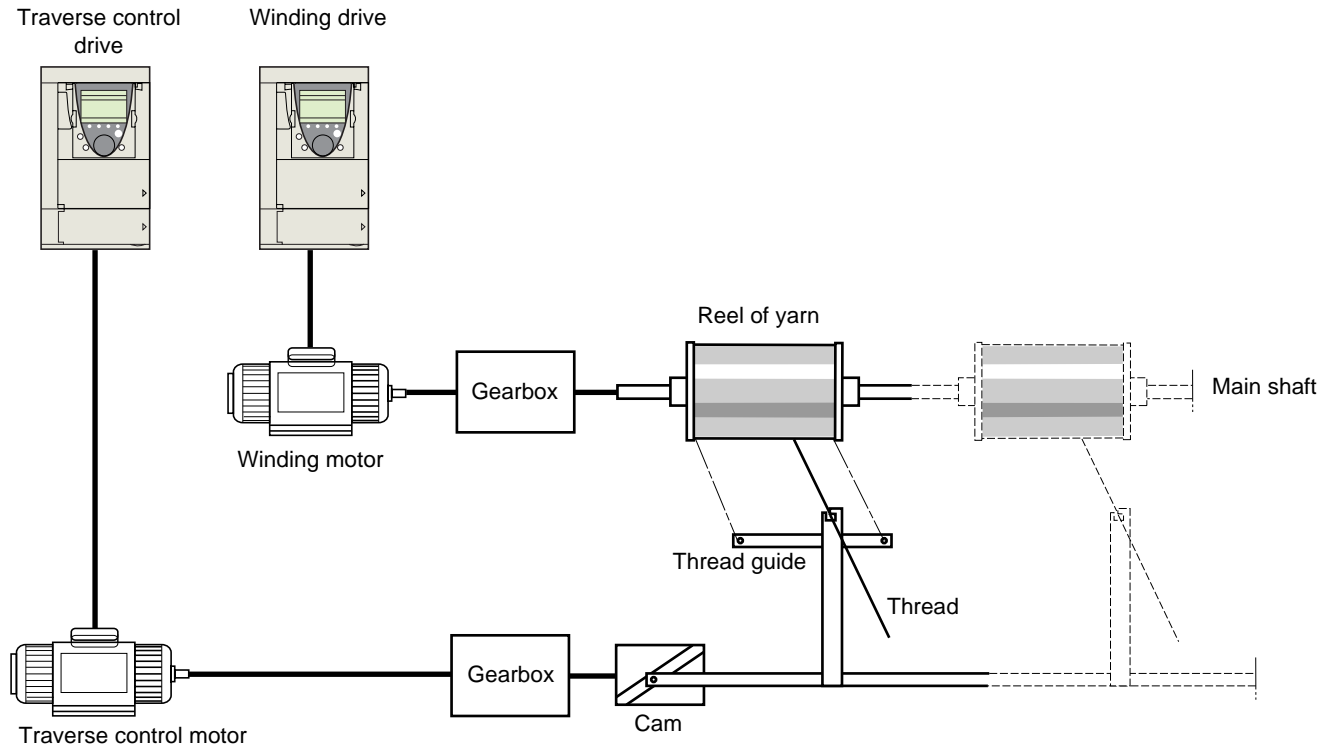 Traverse control
drive
Winding drive
Reel of yarn
Gearbox
Main shaft
Winding motor
Thread guide
Thread
Gearbox
Cam
Traverse control motor